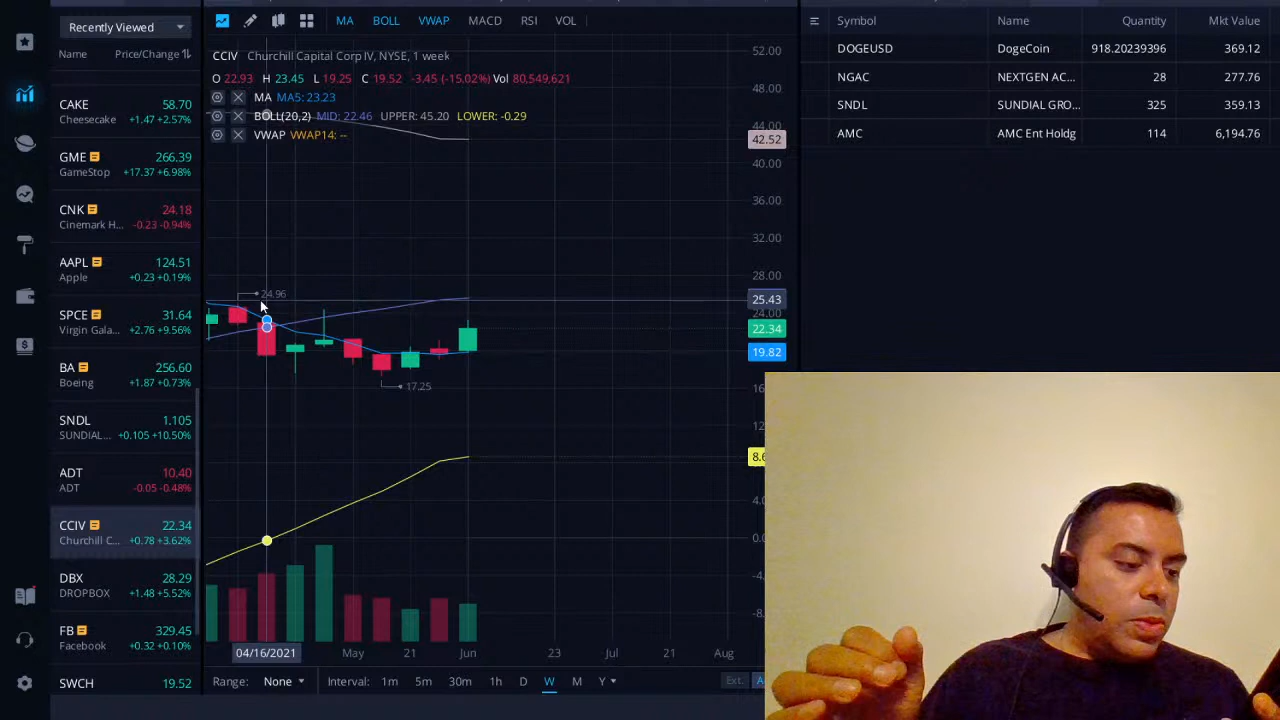 Recently Viewed
Name Price/Change
CAKE 58.70
Cheesecake +1.47 +2.57%
GME 266.39
GameStop +17.37 +6.98%
CNK 24.18
Cinemark H... -0.23 -0.94%
AAPL 124.51
Apple +0.23 +0.19%
SPCE 31.64
Virgin Gala... +2.76 +9.56%
BA 256.60
Boeing +1.87 +0.73%
SNDL 1.105
SUNDIAL... +0.105 +10.50%
ADT 10.40
ADT -0.05 -0.48%
CCIV 22.34
Churchill C... +0.78 +3.62%
DBX 28.29
DROPBOX +1.48 +5.52%
FB 329.45
Facebook +0.32 +0.10%
SWCH 19.52
MA BOLL VWAP MACD RSI VOL
CCIV Churchill Capital Corp IV, NYSE, 1 week
O 22.93 H 23.45 L 19.25 C 19.52 -3.45 (-15.02%) Vol 80,549,621
MA MA5: 23.23
BOLL(20,2) MID: 22.46 UPPER: 45.20 LOWER: -0.29
VWAP VWAP14: --
52.00
48.00
44.00
42.52
40.00
36.00
32.00
28.00
25.43
24.00
22.34
19.82
24.96
17.25
0.0
04/16/2021 May 21 Jun 23 Jul 21 Aug
Range: None Interval: 1m 5m 30m 1h D W M Y Ext.
Symbol Name Quantity Mkt Value
DOGEUSD DogeCoin 918.20239396 369.12
NGAC NEXTGEN AC... 28 277.76
SNDL SUNDIAL GRO... 325 359.13
AMC AMC Ent Holdg 114 6,194.76